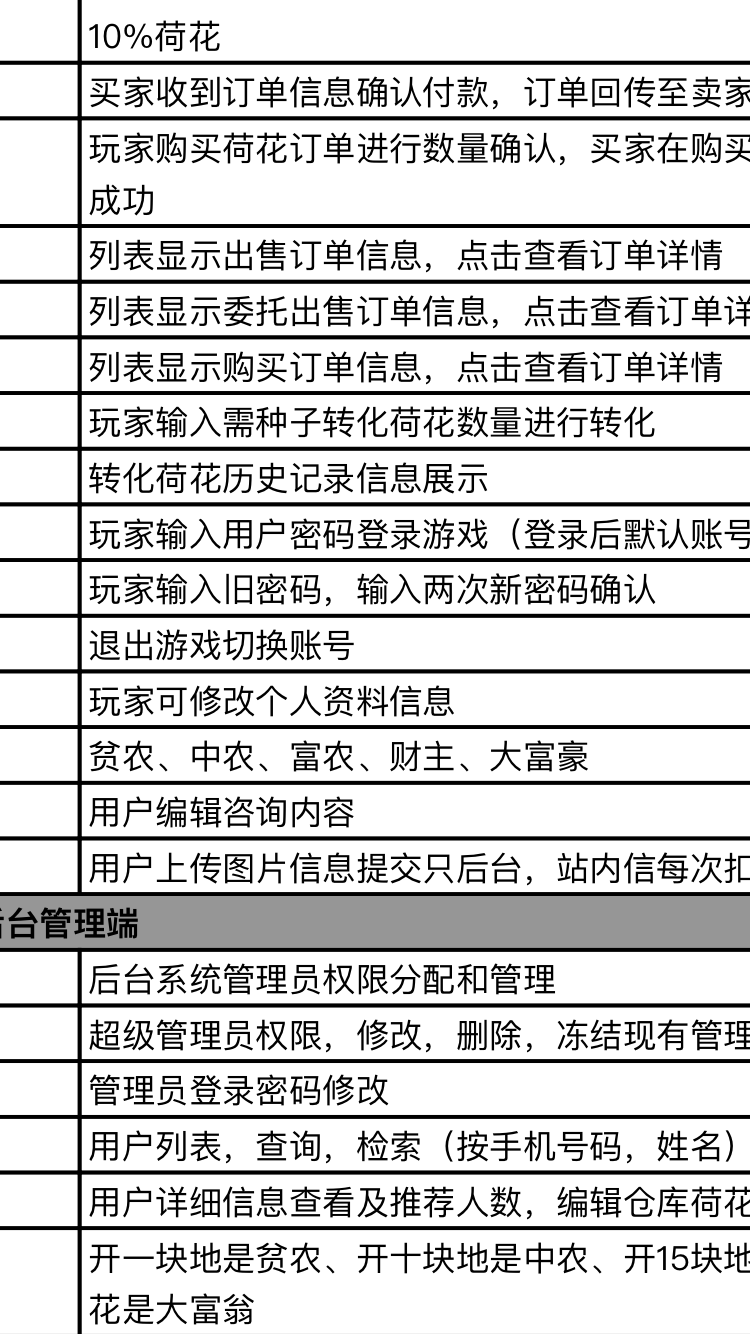 10%荷花
买家收到订单信息确认付款，订单回传至卖家
玩家购买荷花订单进行数量确认，买家在购买
成功
列表显示出售订单信息，点击查看订单详情
列表显示委托出售订单信息，点击查看订单详
列表显示购买订单信息，点击查看订单详情
玩家输入需种子转化荷花数量进行转化
转化荷花历史记录信息展示
玩家输入用户密码登录游戏（登录后默认账号
玩家输入旧密码，输入两次新密码确认
退出游戏切换账号
玩家可修改个人资料信息
贫农、中农、富农、财主、大富豪
用户编辑咨询内容
用户上传图片信息提交只后台，站内信每次扣
后台管理端
后台系统管理员权限分配和管理
超级管理员权限，修改，删除，冻结现有管理
管理员登录密码修改
用户列表，查询，检索（按手机号码，姓名）
用户详细信息查看及推荐人数，编辑仓库荷花
开一块地是贫农、开十块地是中农、开15块地
花是大富翁